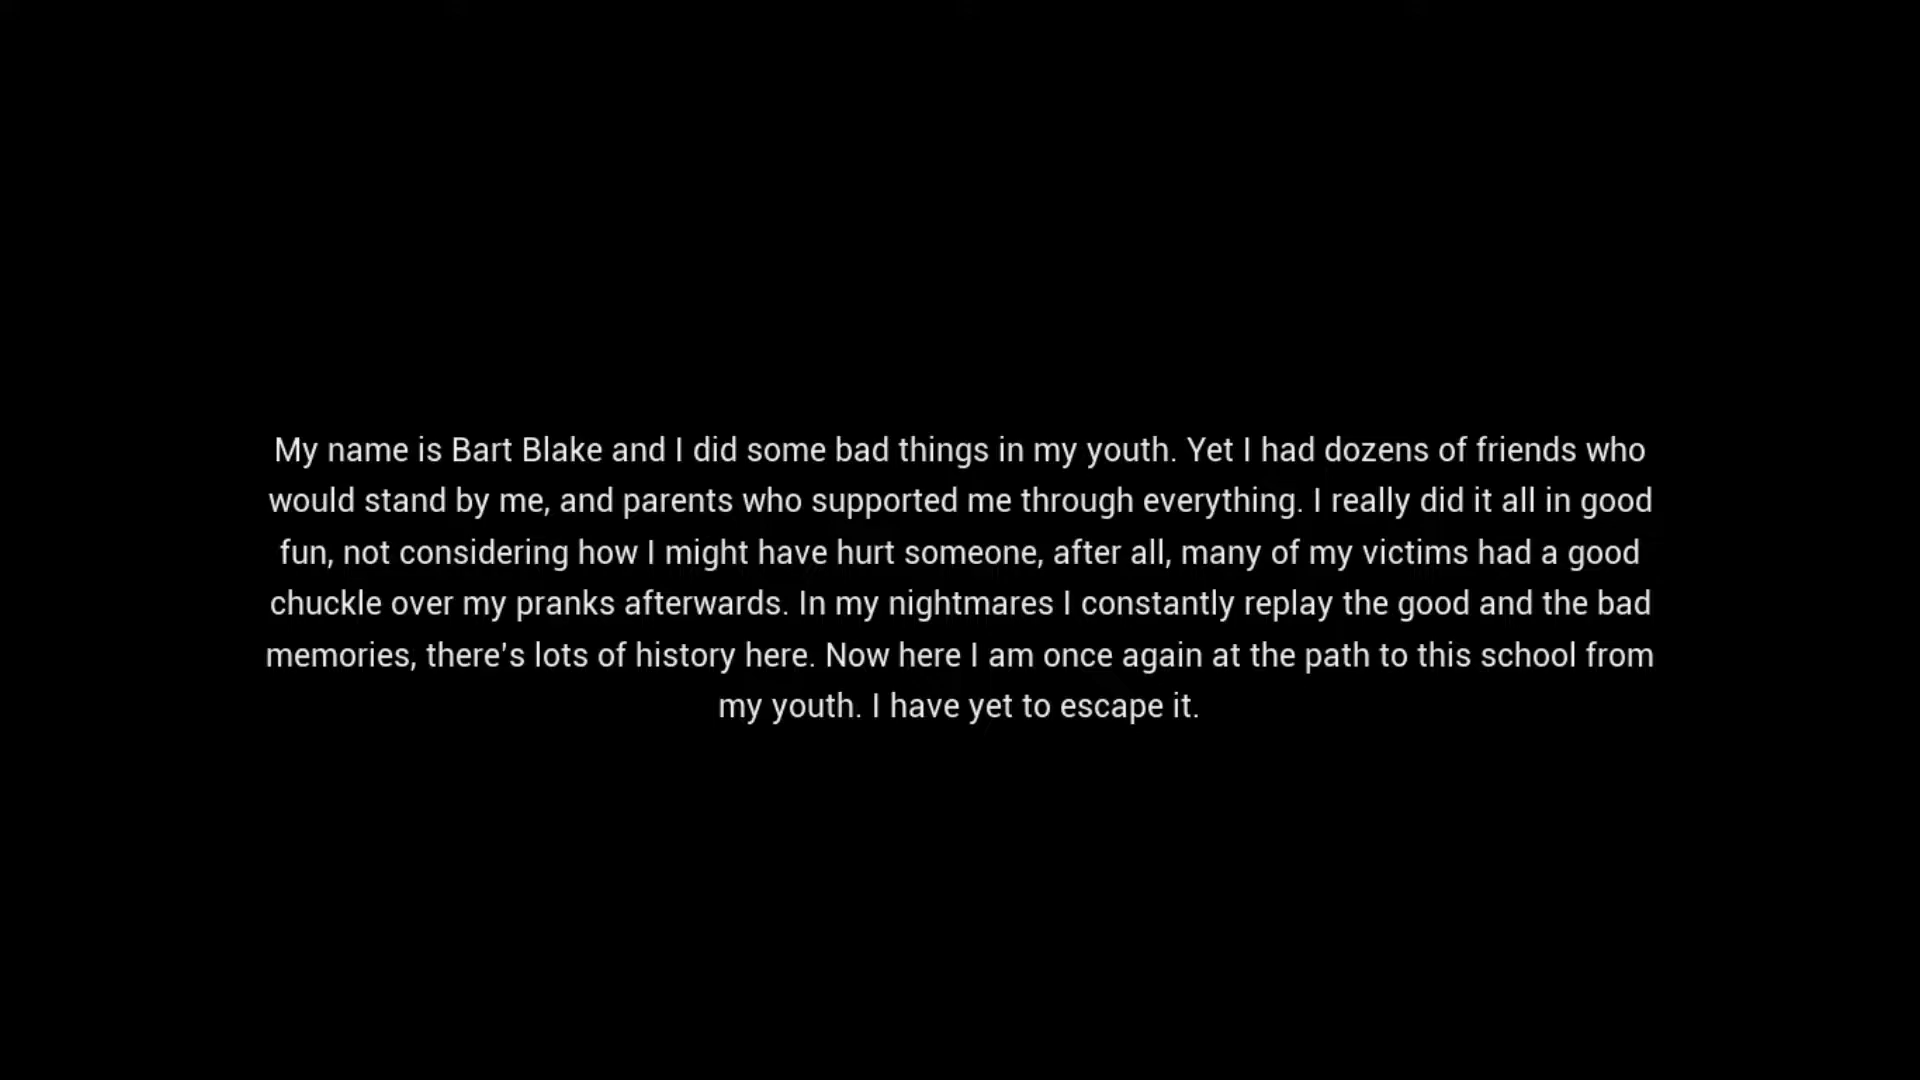 My name is Bart Blake and I did some bad things in my youth. Yet I had dozens of friends who
would stand by me, and parents who supported me through everything. I really did it all in good
fun, not considering how I might have hurt someone, after all, many of my victims had a good
chuckle over my pranks afterwards. In my nightmares I constantly replay the good and the bad
memories, there's lots of history here. Now here I am once again at the path to this school from
my youth. I have yet to escape it.